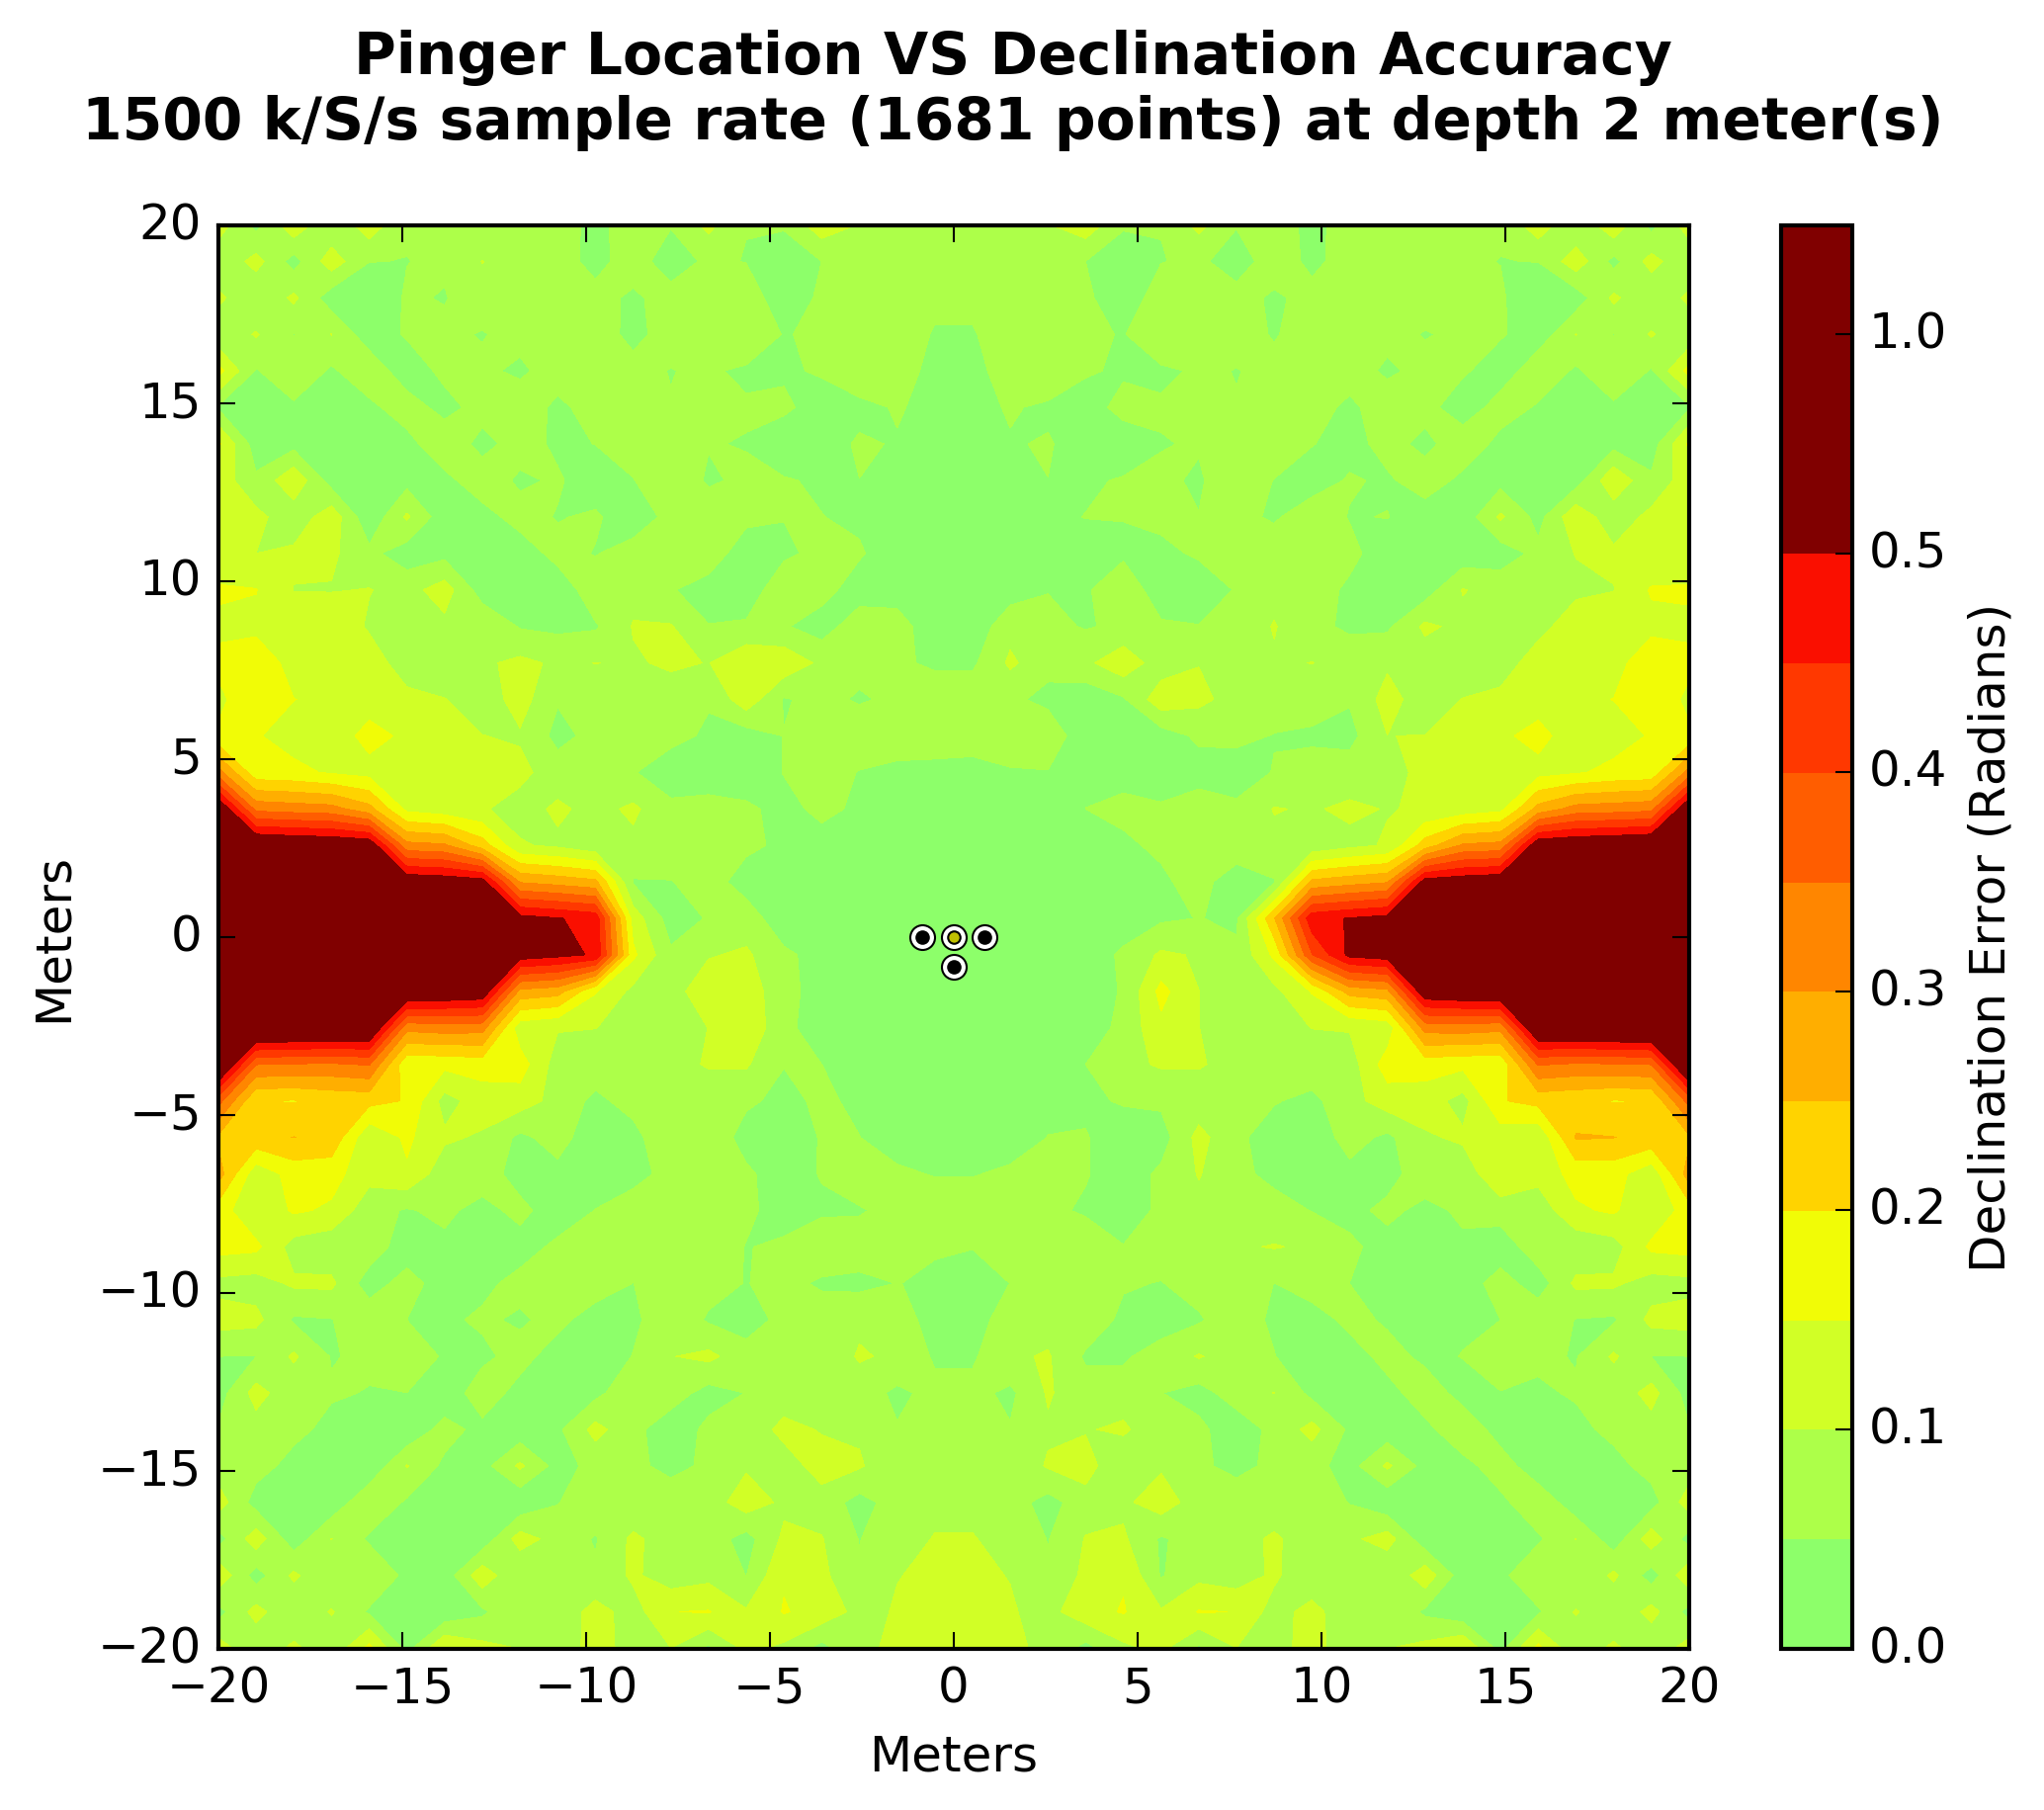 Pinger Location VS Declination Accuracy
1500 k/S/s sample rate (1681 points) at depth 2 meter(s)
20
15
10
5
0
−5
−10
−15
−20
Meters
−20 −15 −10 −5 0 5 10 15 20
Meters
1.0
0.5
0.4
0.3
0.2
0.1
0.0
Declination Error (Radians)